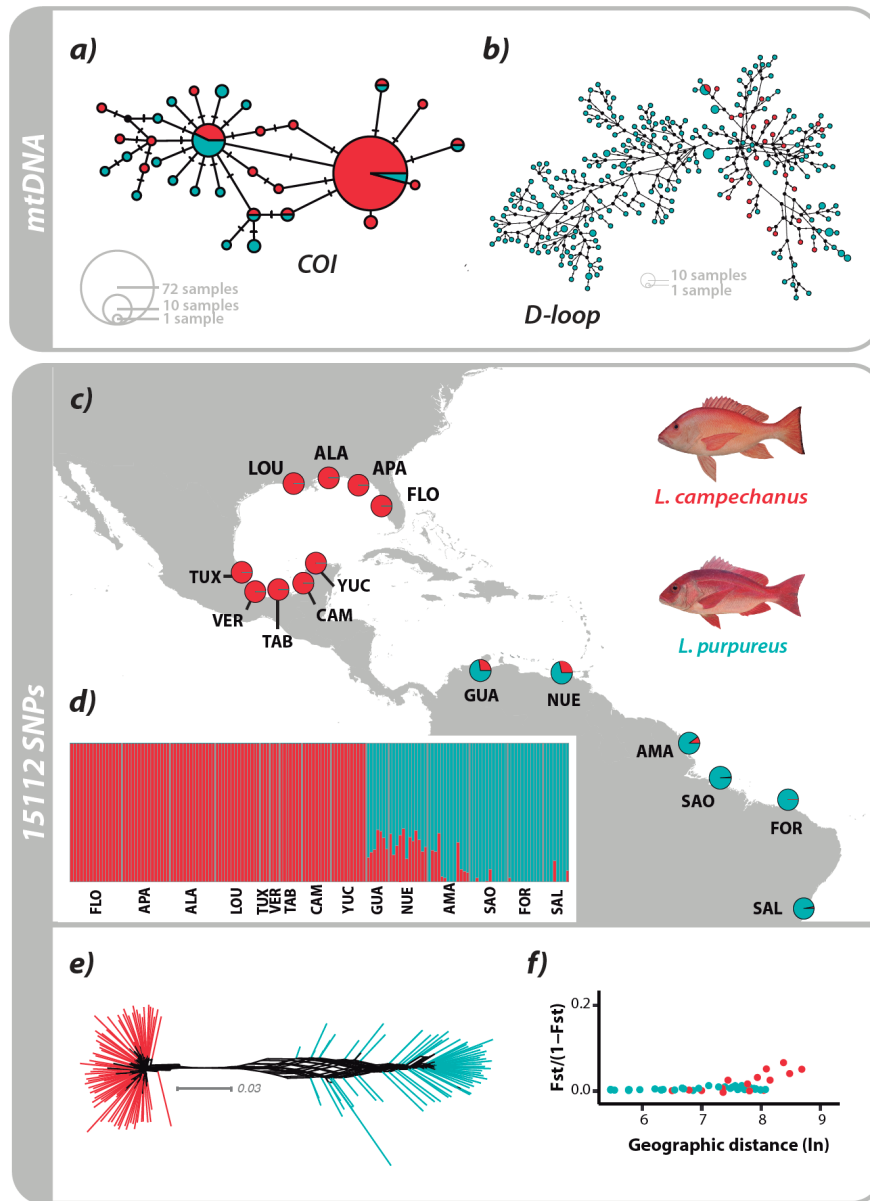 mtDNA
a)
b)
COI
72 samples
10 samples
1 sample
10 samples
1 sample
D-loop
15112 SNPs
c)
L. campechanus
L. purpureus
LOU
ALA
APA
FLO
TUX
VER
TAB
CAM
YUC
GUA
NUE
AMA
SAO
FOR
SAL
d)
FLO
APA
ALA
LOU
TUX
VER
TAB
CAM
YUC
GUA
NUE
AMA
SAO
FOR
SAL
e)
0.03
f)
Fst/(1−Fst)
0.2
0.0
6
7
8
9
Geographic distance (ln)